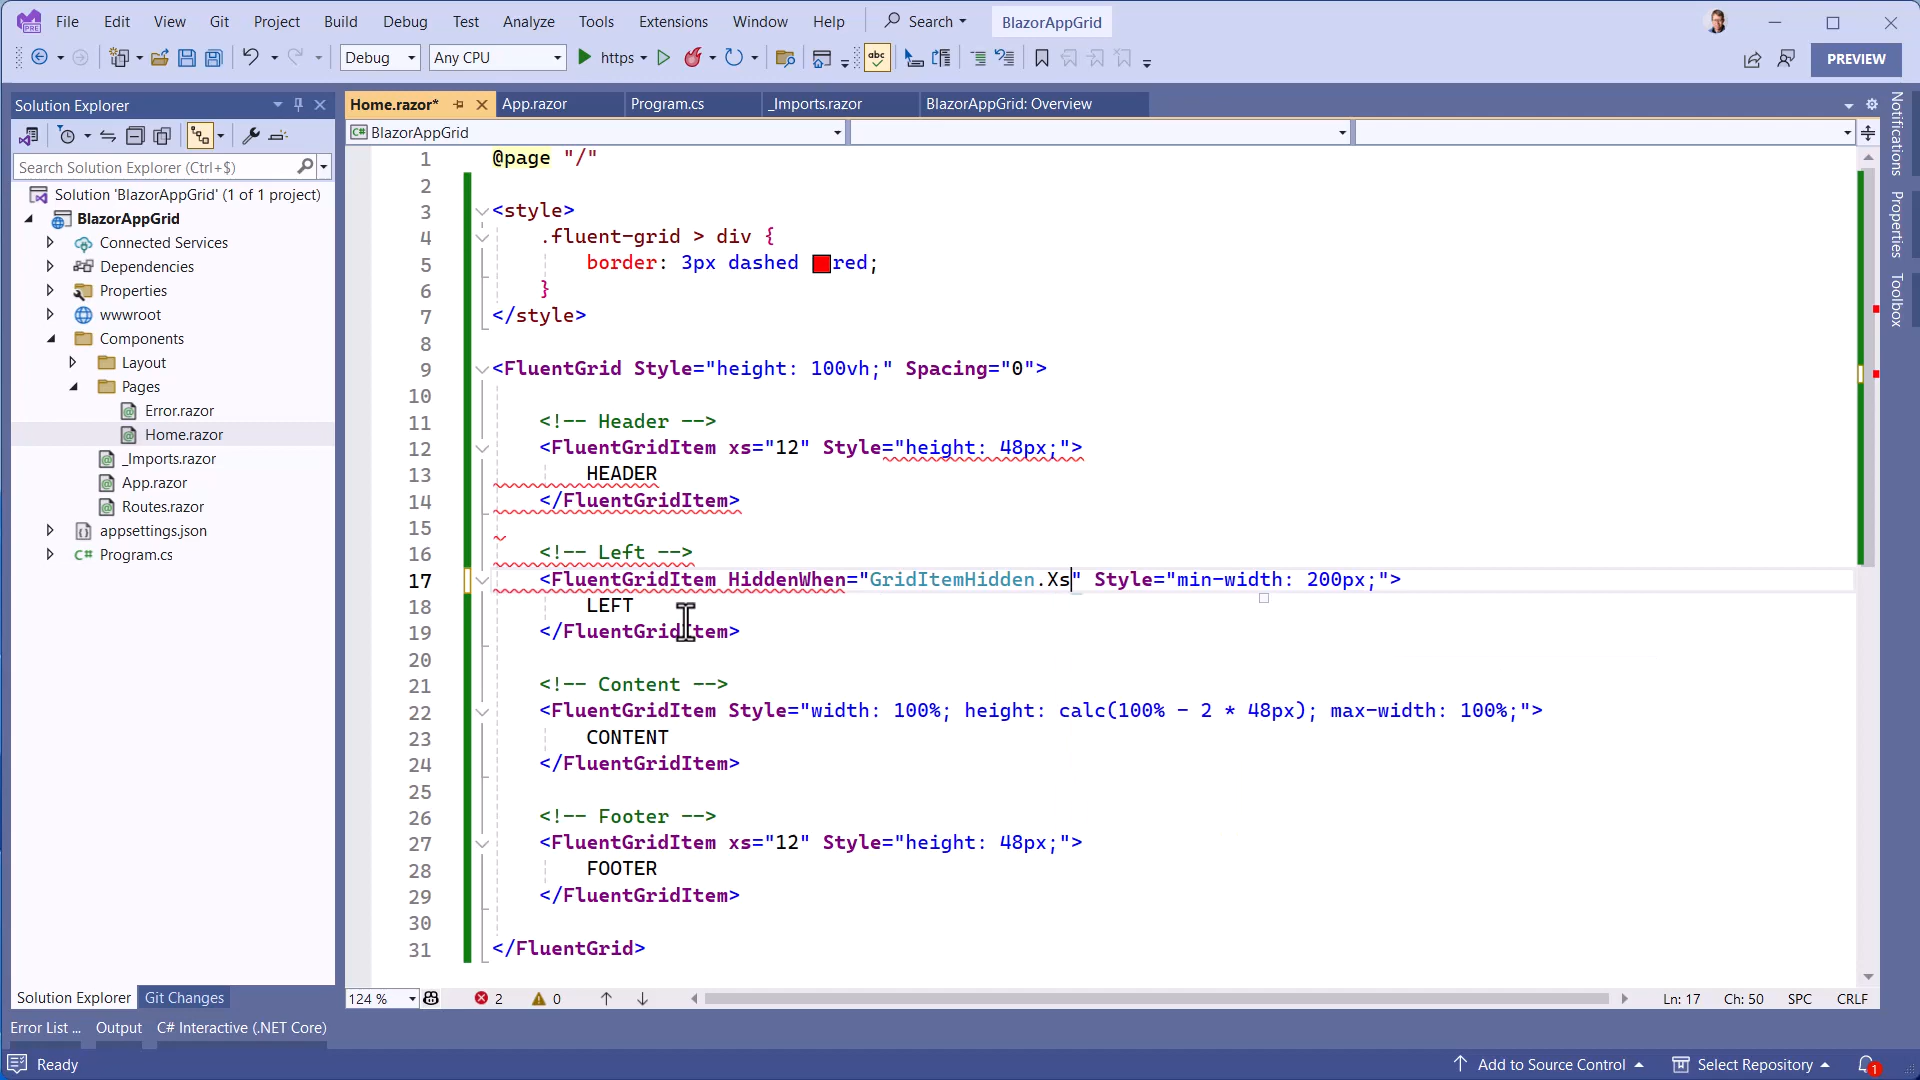 File Edit View Git Project Build Debug Test Analyze Tools Extensions Window Help Search BlazorAppGrid
Debug Any CPU https PREVIEW
Solution Explorer
Search Solution Explorer (Ctrl+$)
Solution 'BlazorAppGrid' (1 of 1 project)
BlazorAppGrid
Connected Services
Dependencies
Properties
wwwroot
Components
Layout
Pages
Error.razor
Home.razor
_Imports.razor
App.razor
Routes.razor
appsettings.json
C# Program.cs
Solution Explorer Git Changes
Home.razor* App.razor Program.cs _Imports.razor BlazorAppGrid: Overview
C# BlazorAppGrid
1 @page "/"
2
3 <style>
4 .fluent-grid > div {
5 border: 3px dashed red;
6 }
7 </style>
8
9 <FluentGrid Style="height: 100vh;" Spacing="0">
10
11 <!-- Header -->
12 <FluentGridItem xs="12" Style="height: 48px;">
13 HEADER
14 </FluentGridItem>
15
16 <!-- Left -->
17 <FluentGridItem HiddenWhen="GridItemHidden.Xs" Style="min-width: 200px;">
18 LEFT
19 </FluentGridItem>
20
21 <!-- Content -->
22 <FluentGridItem Style="width: 100%; height: calc(100% - 2 * 48px); max-width: 100%;">
23 CONTENT
24 </FluentGridItem>
25
26 <!-- Footer -->
27 <FluentGridItem xs="12" Style="height: 48px;">
28 FOOTER
29 </FluentGridItem>
30
31 </FluentGrid>
124 % 2 0 Ln: 17 Ch: 50 SPC CRLF
Notifications
Properties
Toolbox
Error List ... Output C# Interactive (.NET Core)
Ready Add to Source Control Select Repository 1